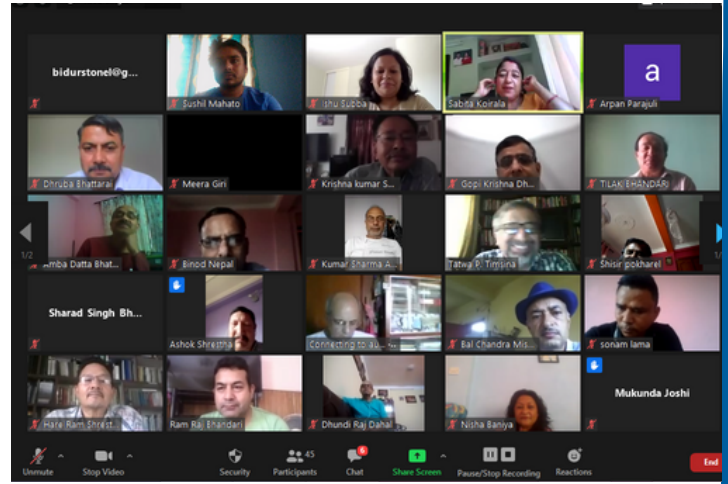 bidurstonel@g...
Sushil Mahato
Ishu Subba
Sabita Koirala
a
Arpan Parajuli
Dhruba Bhattarai
Meera Giri
Krishna kumar S...
Gopi Krishna Dh...
TILAK BHANDARI
1/2
Amba Datta Bhat...
Binod Nepal
Kumar Sharma A...
Tatwa P. Timsina
Shisir pokharel
Sharad Singh Bh...
Ashok Shrestha
Connecting to au...
Bal Chandra Mis...
sonam lama
Hare Ram Shrest...
Ram Raj Bhandari
Dhundi Raj Dahal
Nisha Baniya
Mukunda Joshi
Unmute
Stop Video
Security
45
Participants
6
Chat
Share Screen
Pause/Stop Recording
Reactions
End